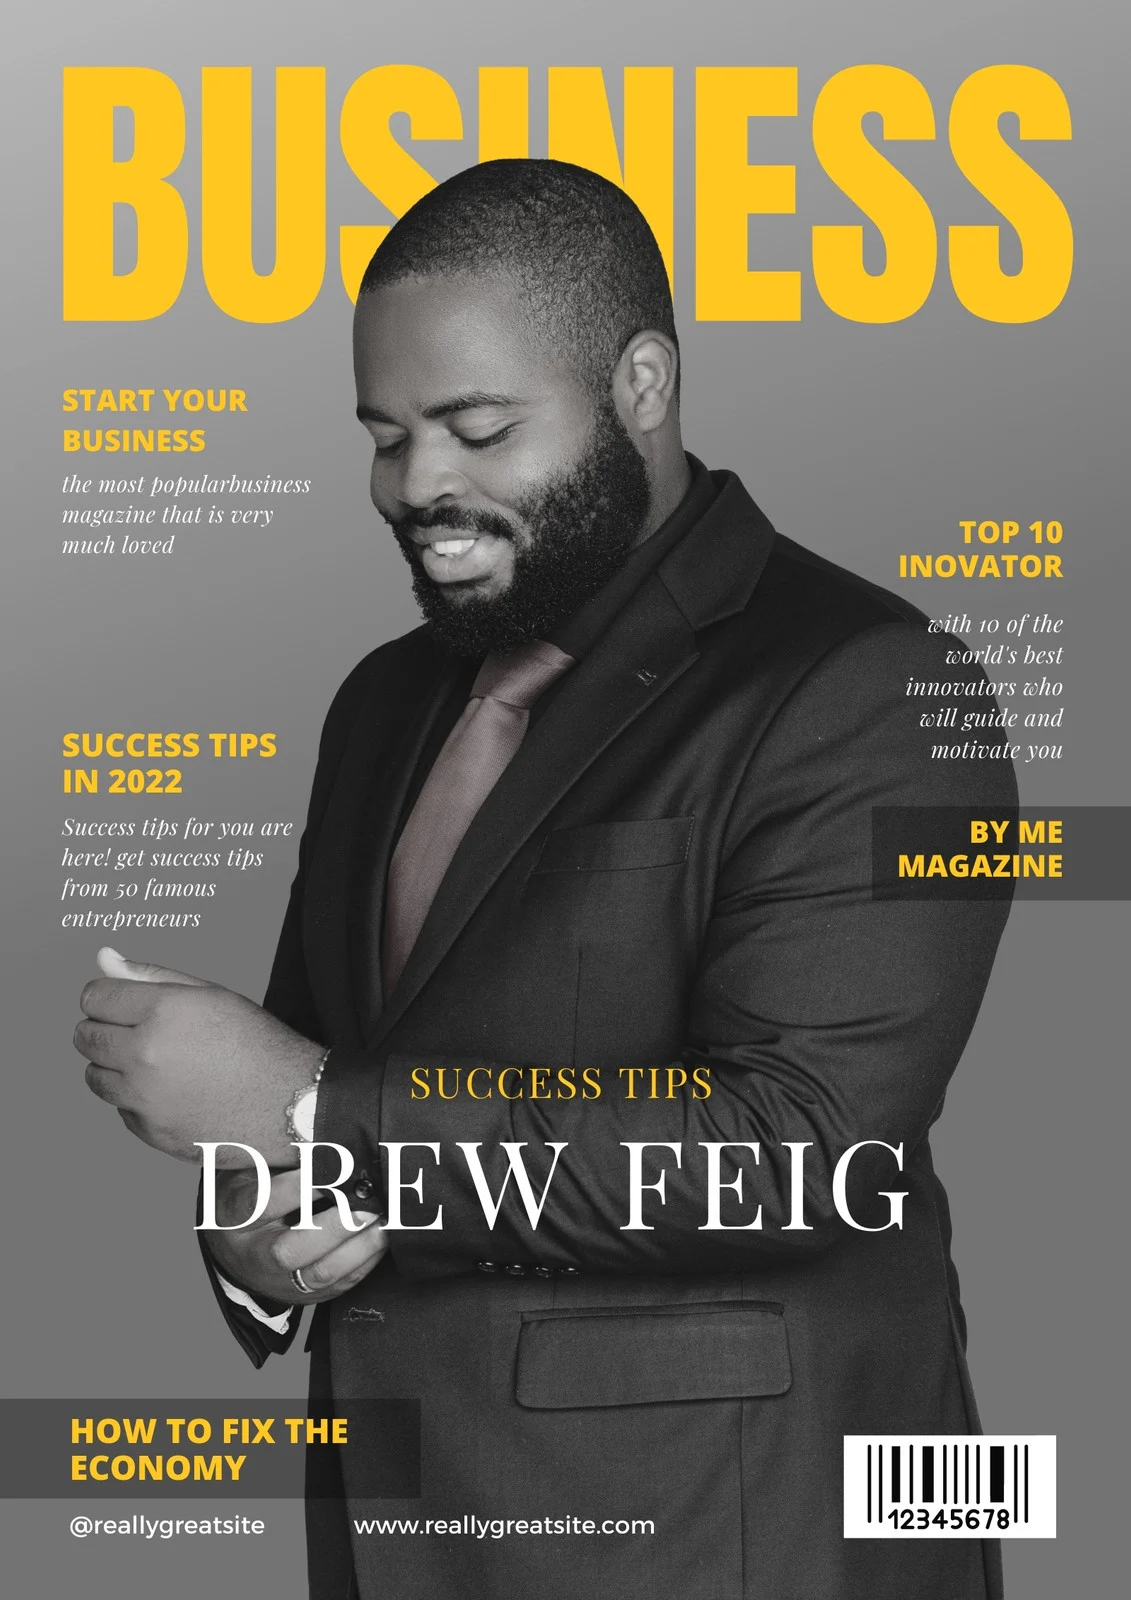 BUSINESS
START YOUR
BUSINESS
the most popularbusiness
magazine that is very
much loved
TOP 10
INOVATOR
with 10 of the
world's best
innovators who
will guide and
motivate you
SUCCESS TIPS
IN 2022
Success tips for you are
here! get success tips
from 50 famous
entrepreneurs
BY ME
MAGAZINE
SUCCESS TIPS
DREW FEIG
HOW TO FIX THE
ECONOMY
@reallygreatsite
www.reallygreatsite.com
12345678